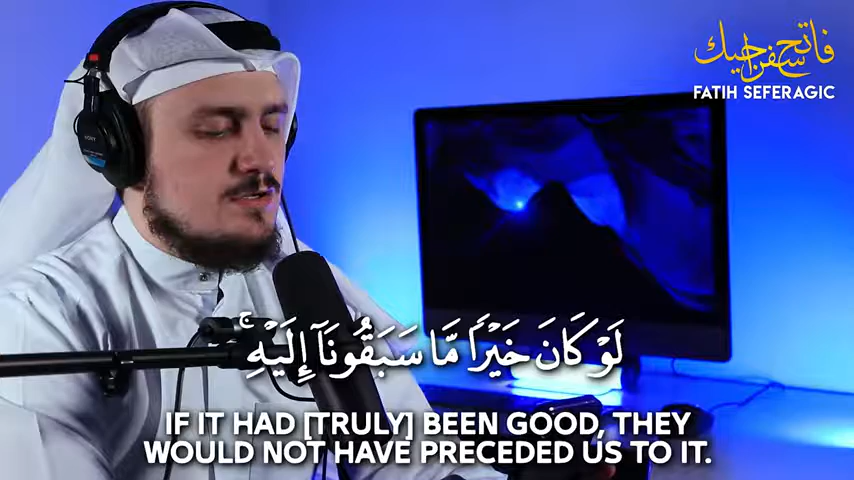 فاتح سفراجيك
FATIH SEFERAGIC
SONY
لَوْ كَانَ خَيْرًا مَّا سَبَقُونَآ إِلَيْهِ ۚ
IF IT HAD [TRULY] BEEN GOOD, THEY
WOULD NOT HAVE PRECEDED US TO IT.